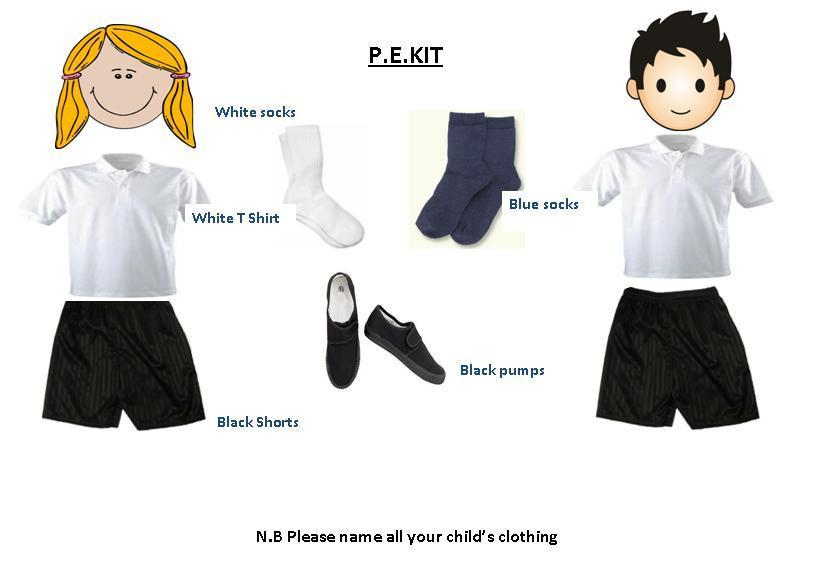 P.E.KIT
White socks
White T Shirt
Blue socks
Black pumps
Black Shorts
N.B Please name all your child's clothing